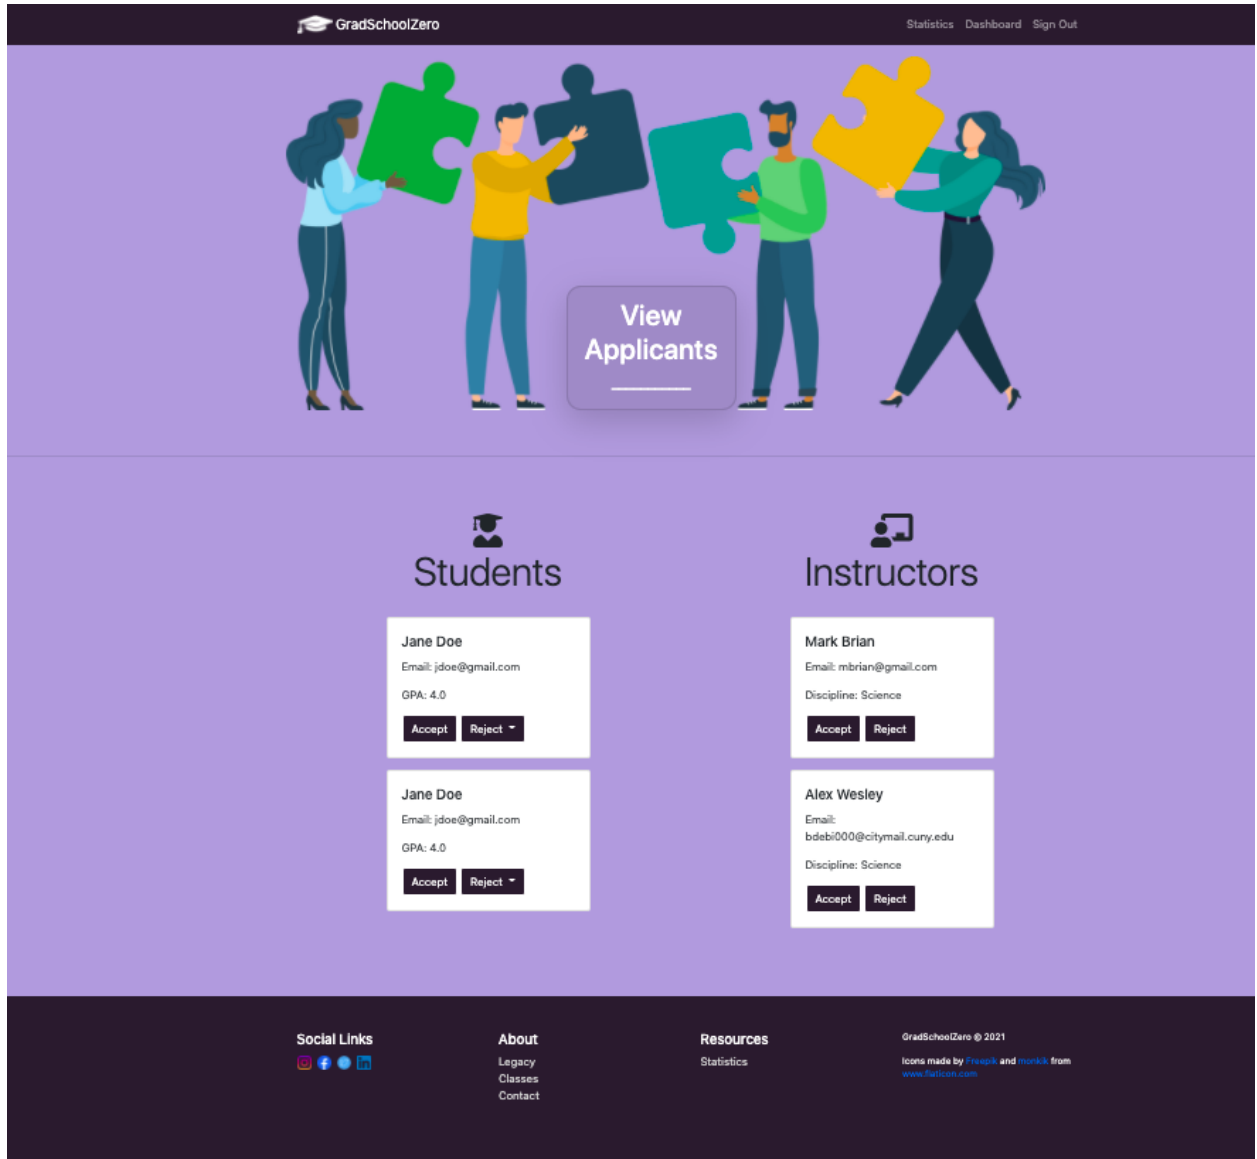 GradSchoolZero
Statistics Dashboard Sign Out
View
Applicants
Students
Jane Doe
Email: jdoe@gmail.com
GPA: 4.0
Accept Reject
Jane Doe
Email: jdoe@gmail.com
GPA: 4.0
Accept Reject
Instructors
Mark Brian
Email: mbrian@gmail.com
Discipline: Science
Accept Reject
Alex Wesley
Email:
bdebi000@citymail.cuny.edu
Discipline: Science
Accept Reject
Social Links
About
Legacy
Classes
Contact
Resources
Statistics
GradSchoolZero © 2021
Icons made by Freepik and monkik from
www.flaticon.com